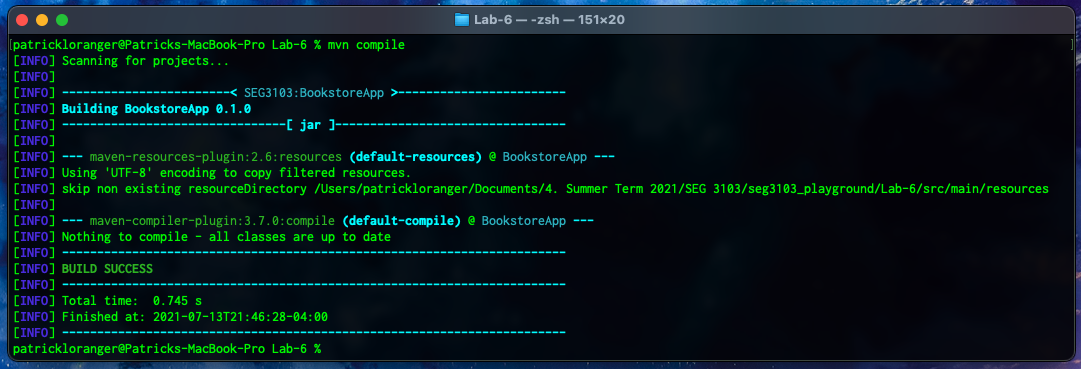 Lab-6 — -zsh — 151×20
[patrickloranger@Patricks-MacBook-Pro Lab-6 % mvn compile ]
[INFO] Scanning for projects...
[INFO]
[INFO] ------------------------< SEG3103:BookstoreApp >------------------------
[INFO] Building BookstoreApp 0.1.0
[INFO] --------------------------------[ jar ]---------------------------------
[INFO]
[INFO] --- maven-resources-plugin:2.6:resources (default-resources) @ BookstoreApp ---
[INFO] Using 'UTF-8' encoding to copy filtered resources.
[INFO] skip non existing resourceDirectory /Users/patrickloranger/Documents/4. Summer Term 2021/SEG 3103/seg3103_playground/Lab-6/src/main/resources
[INFO]
[INFO] --- maven-compiler-plugin:3.7.0:compile (default-compile) @ BookstoreApp ---
[INFO] Nothing to compile - all classes are up to date
[INFO] ------------------------------------------------------------------------
[INFO] BUILD SUCCESS
[INFO] ------------------------------------------------------------------------
[INFO] Total time:  0.745 s
[INFO] Finished at: 2021-07-13T21:46:28-04:00
[INFO] ------------------------------------------------------------------------
patrickloranger@Patricks-MacBook-Pro Lab-6 %